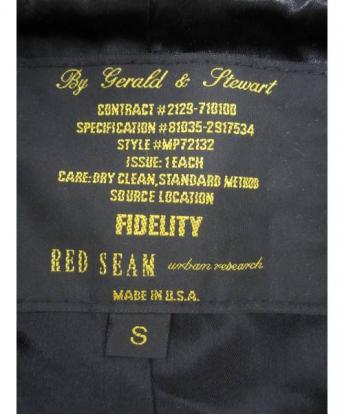 By Gerald & Stewart
CONTRACT # 2129-710100
SPECIFICATION #81035-2917534
STYLE #MP72132
ISSUE: 1 EACH
CARE: DRY CLEAN, STANDARD METHOD
SOURCE LOCATION
FIDELITY
RED SEAM urban research
MADE IN U.S.A.
S